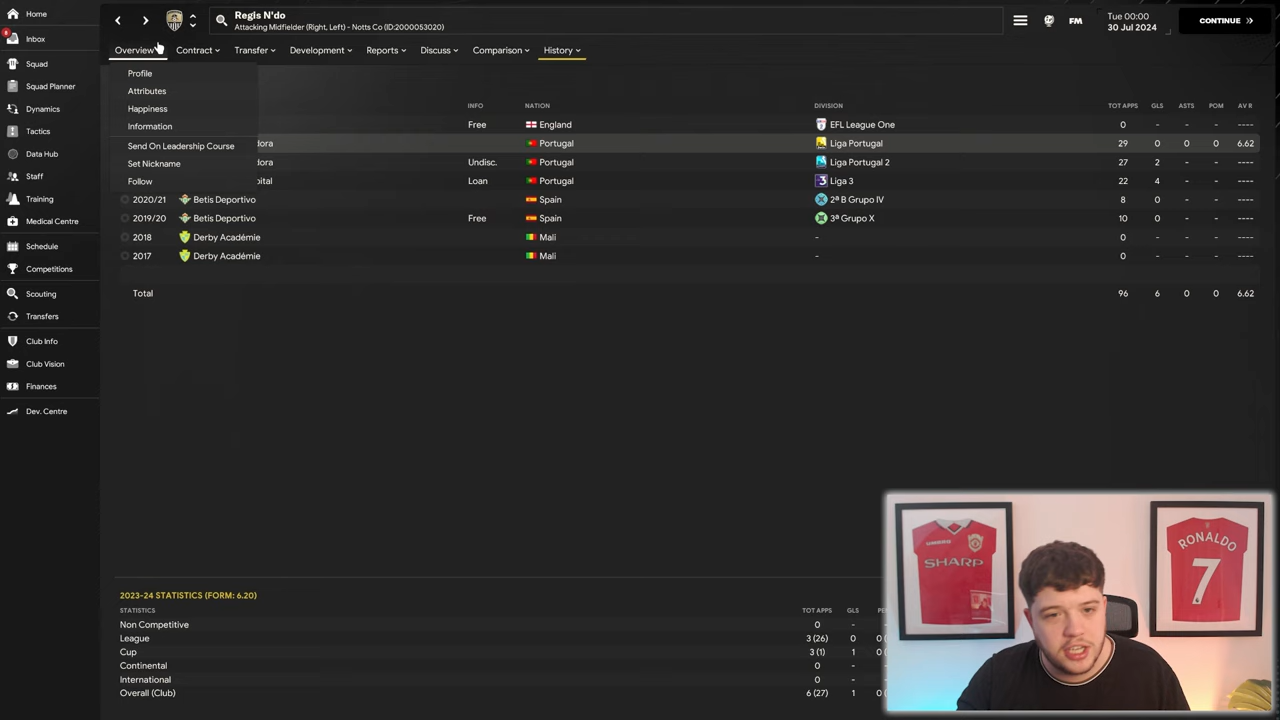 Home
Inbox
Squad
Squad Planner
Dynamics
Tactics
Data Hub
Staff
Training
Medical Centre
Schedule
Competitions
Scouting
Transfers
Club Info
Club Vision
Finances
Dev. Centre
Regis N'do
Attacking Midfielder (Right, Left) - Notts Co (ID:2000053020)
FM
Tue 00:00
30 Jul 2024
CONTINUE
Overview Contract Transfer Development Reports Discuss Comparison History
Profile
Attributes
Happiness
Information
Send On Leadership Course
Set Nickname
Follow
INFO NATION DIVISION TOT APPS GLS ASTS POM AV R
Free England EFL League One 0 - - - ----
dora Portugal Liga Portugal 29 0 0 0 6.62
dora Undisc. Portugal Liga Portugal 2 27 2 - - ----
pital Loan Portugal Liga 3 22 4 - - ----
2020/21 Betis Deportivo Spain 2ª B Grupo IV 8 0 - - ----
2019/20 Betis Deportivo Free Spain 3ª Grupo X 10 0 - - ----
2018 Derby Académie Mali - 0 - - - ----
2017 Derby Académie Mali - 0 - - - ----
Total 96 6 0 0 6.62
2023-24 STATISTICS (FORM: 6.20)
STATISTICS TOT APPS GLS
Non Competitive 0 -
League 3 (26) 0 0
Cup 3 (1) 1 0
Continental 0 -
International 0 -
Overall (Club) 6 (27) 1 0
SHARP
RONALDO
7